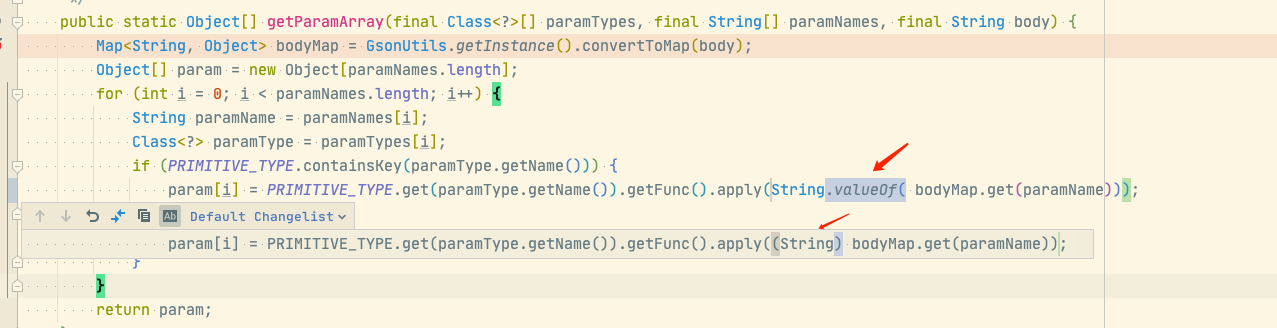 */
public static Object[] getParamArray(final Class<?>[] paramTypes, final String[] paramNames, final String body) {
Map<String, Object> bodyMap = GsonUtils.getInstance().convertToMap(body);
Object[] param = new Object[paramNames.length];
for (int i = 0; i < paramNames.length; i++) {
String paramName = paramNames[i];
Class<?> paramType = paramTypes[i];
if (PRIMITIVE_TYPE.containsKey(paramType.getName())) {
param[i] = PRIMITIVE_TYPE.get(paramType.getName()).getFunc().apply(String.valueOf( bodyMap.get(paramName)));
Ab Default Changelist
param[i] = PRIMITIVE_TYPE.get(paramType.getName()).getFunc().apply((String) bodyMap.get(paramName));
}
}
return param;